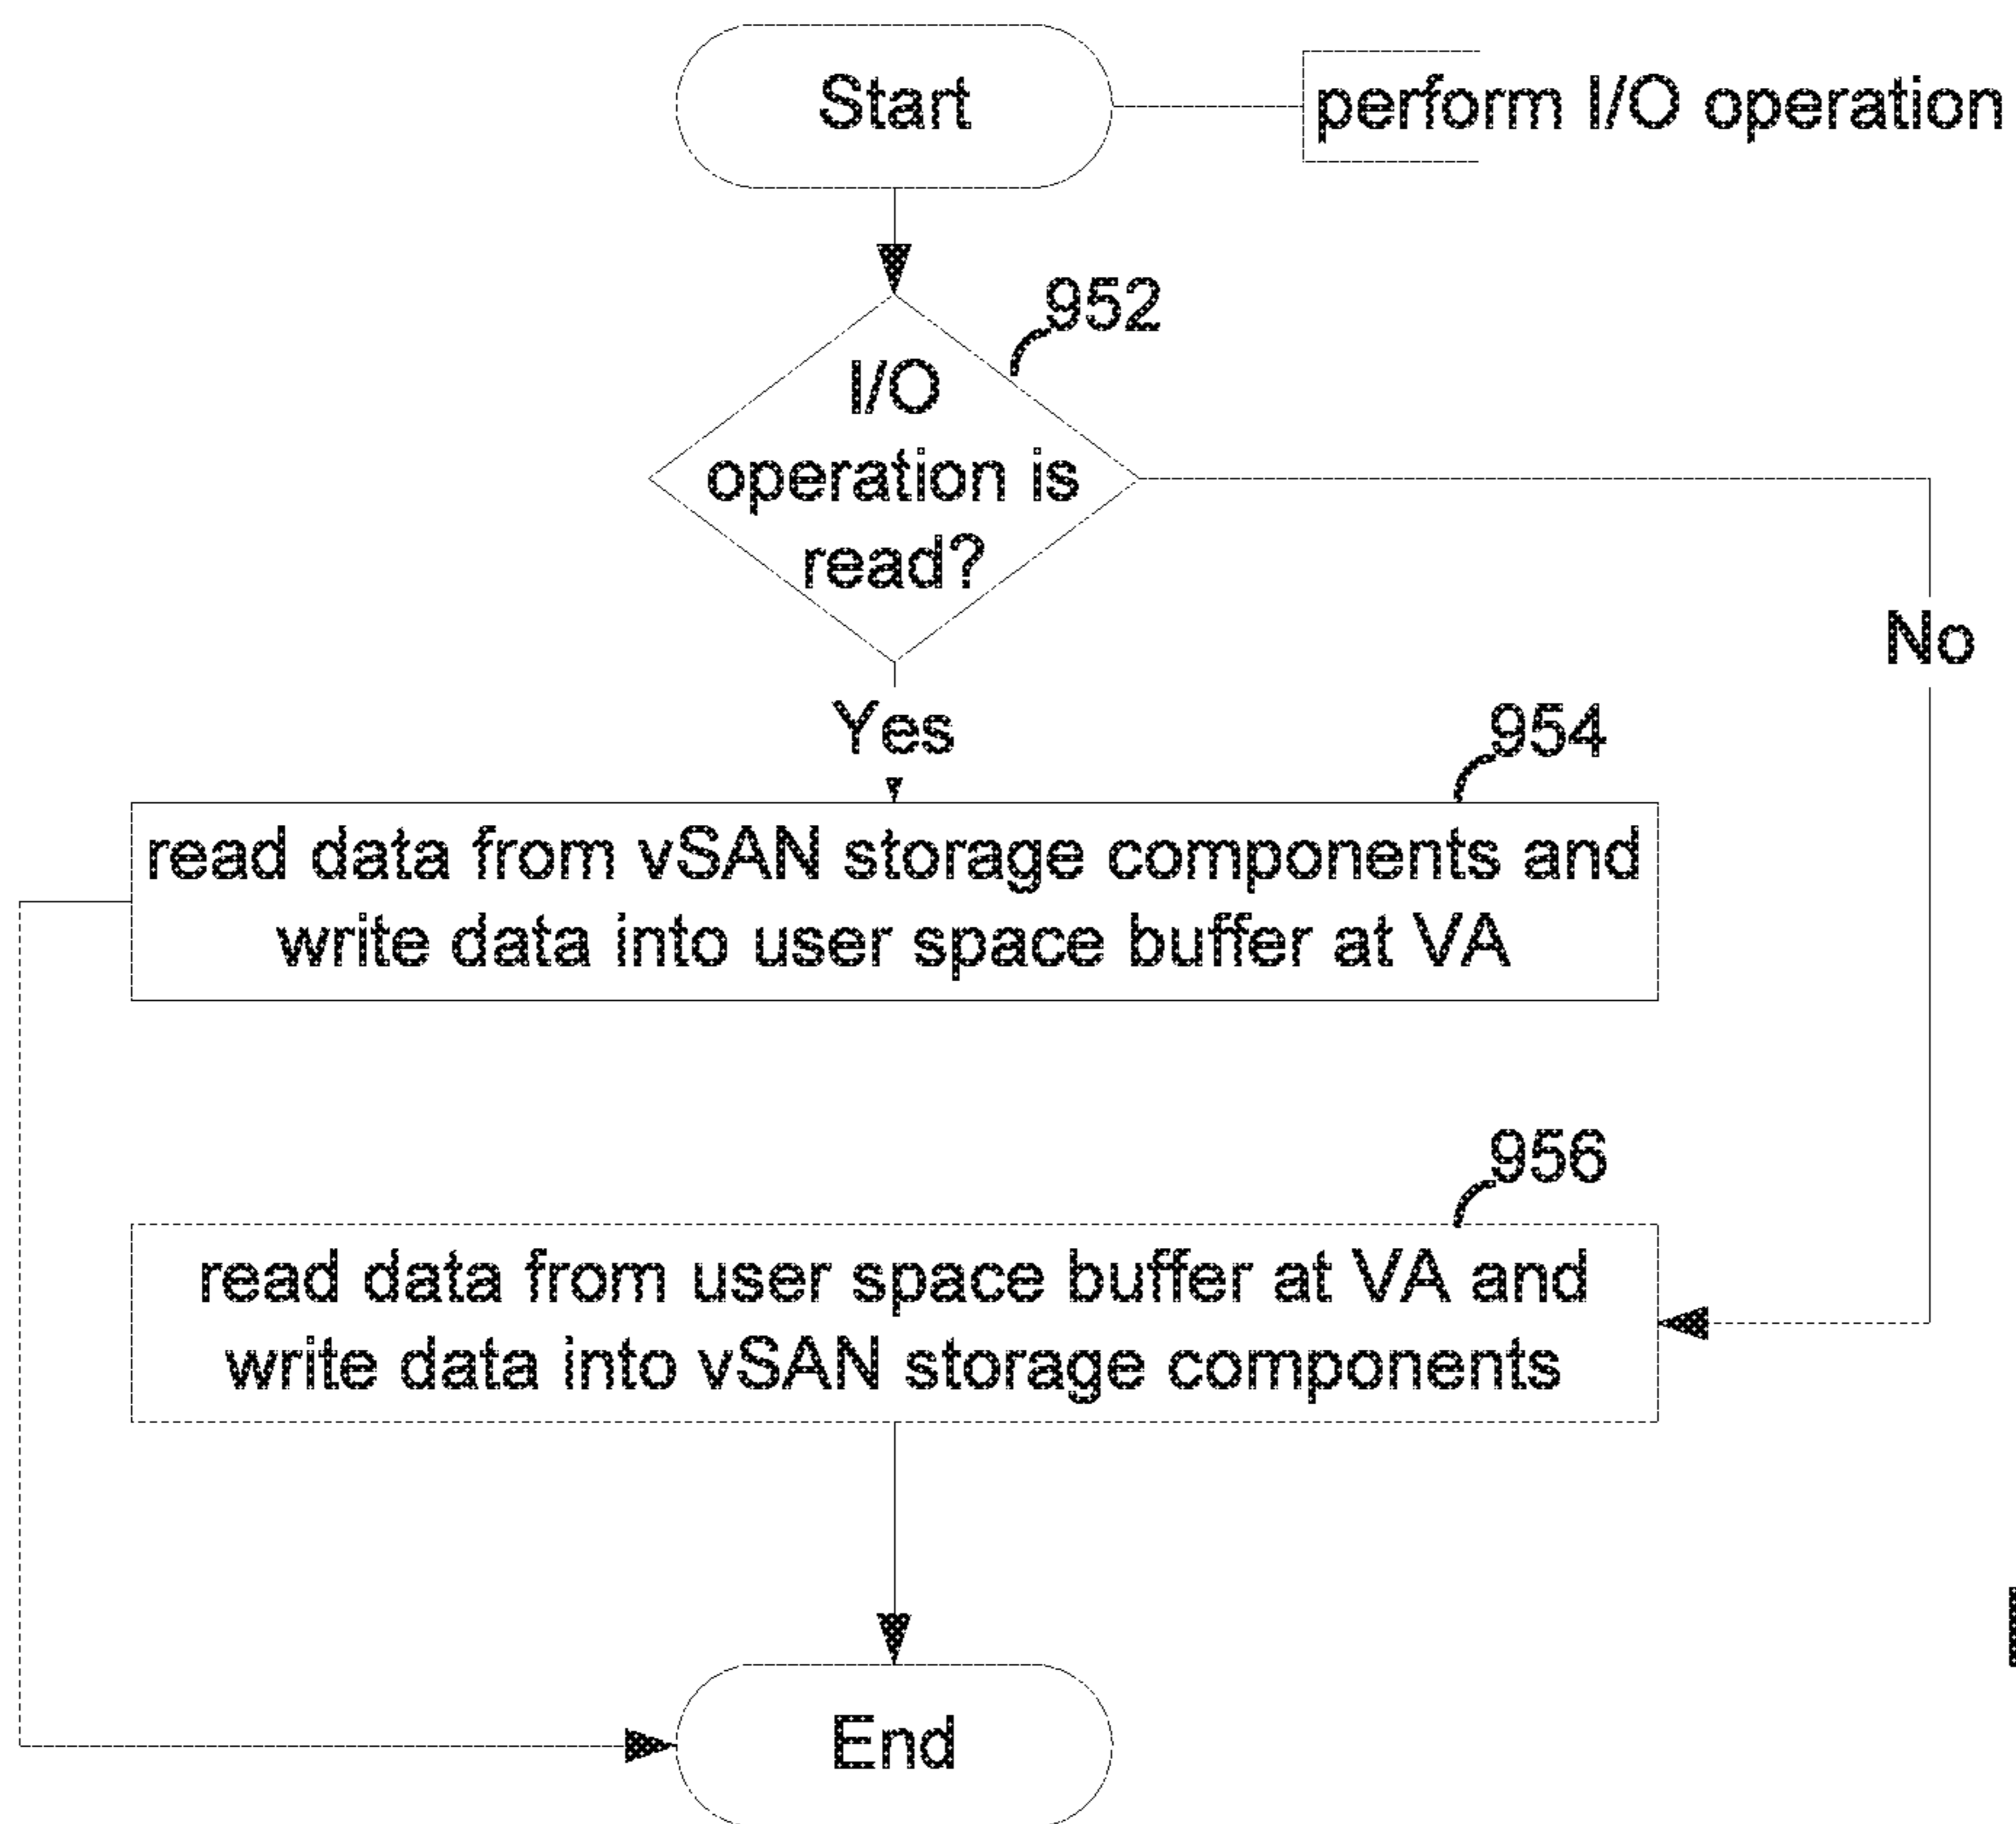 Start
perform I/O operation
952
I/O
operation is
read?
No
Yes
954
read data from vSAN storage components and
write data into user space buffer at VA
956
read data from user space buffer at VA and
write data into vSAN storage components
End